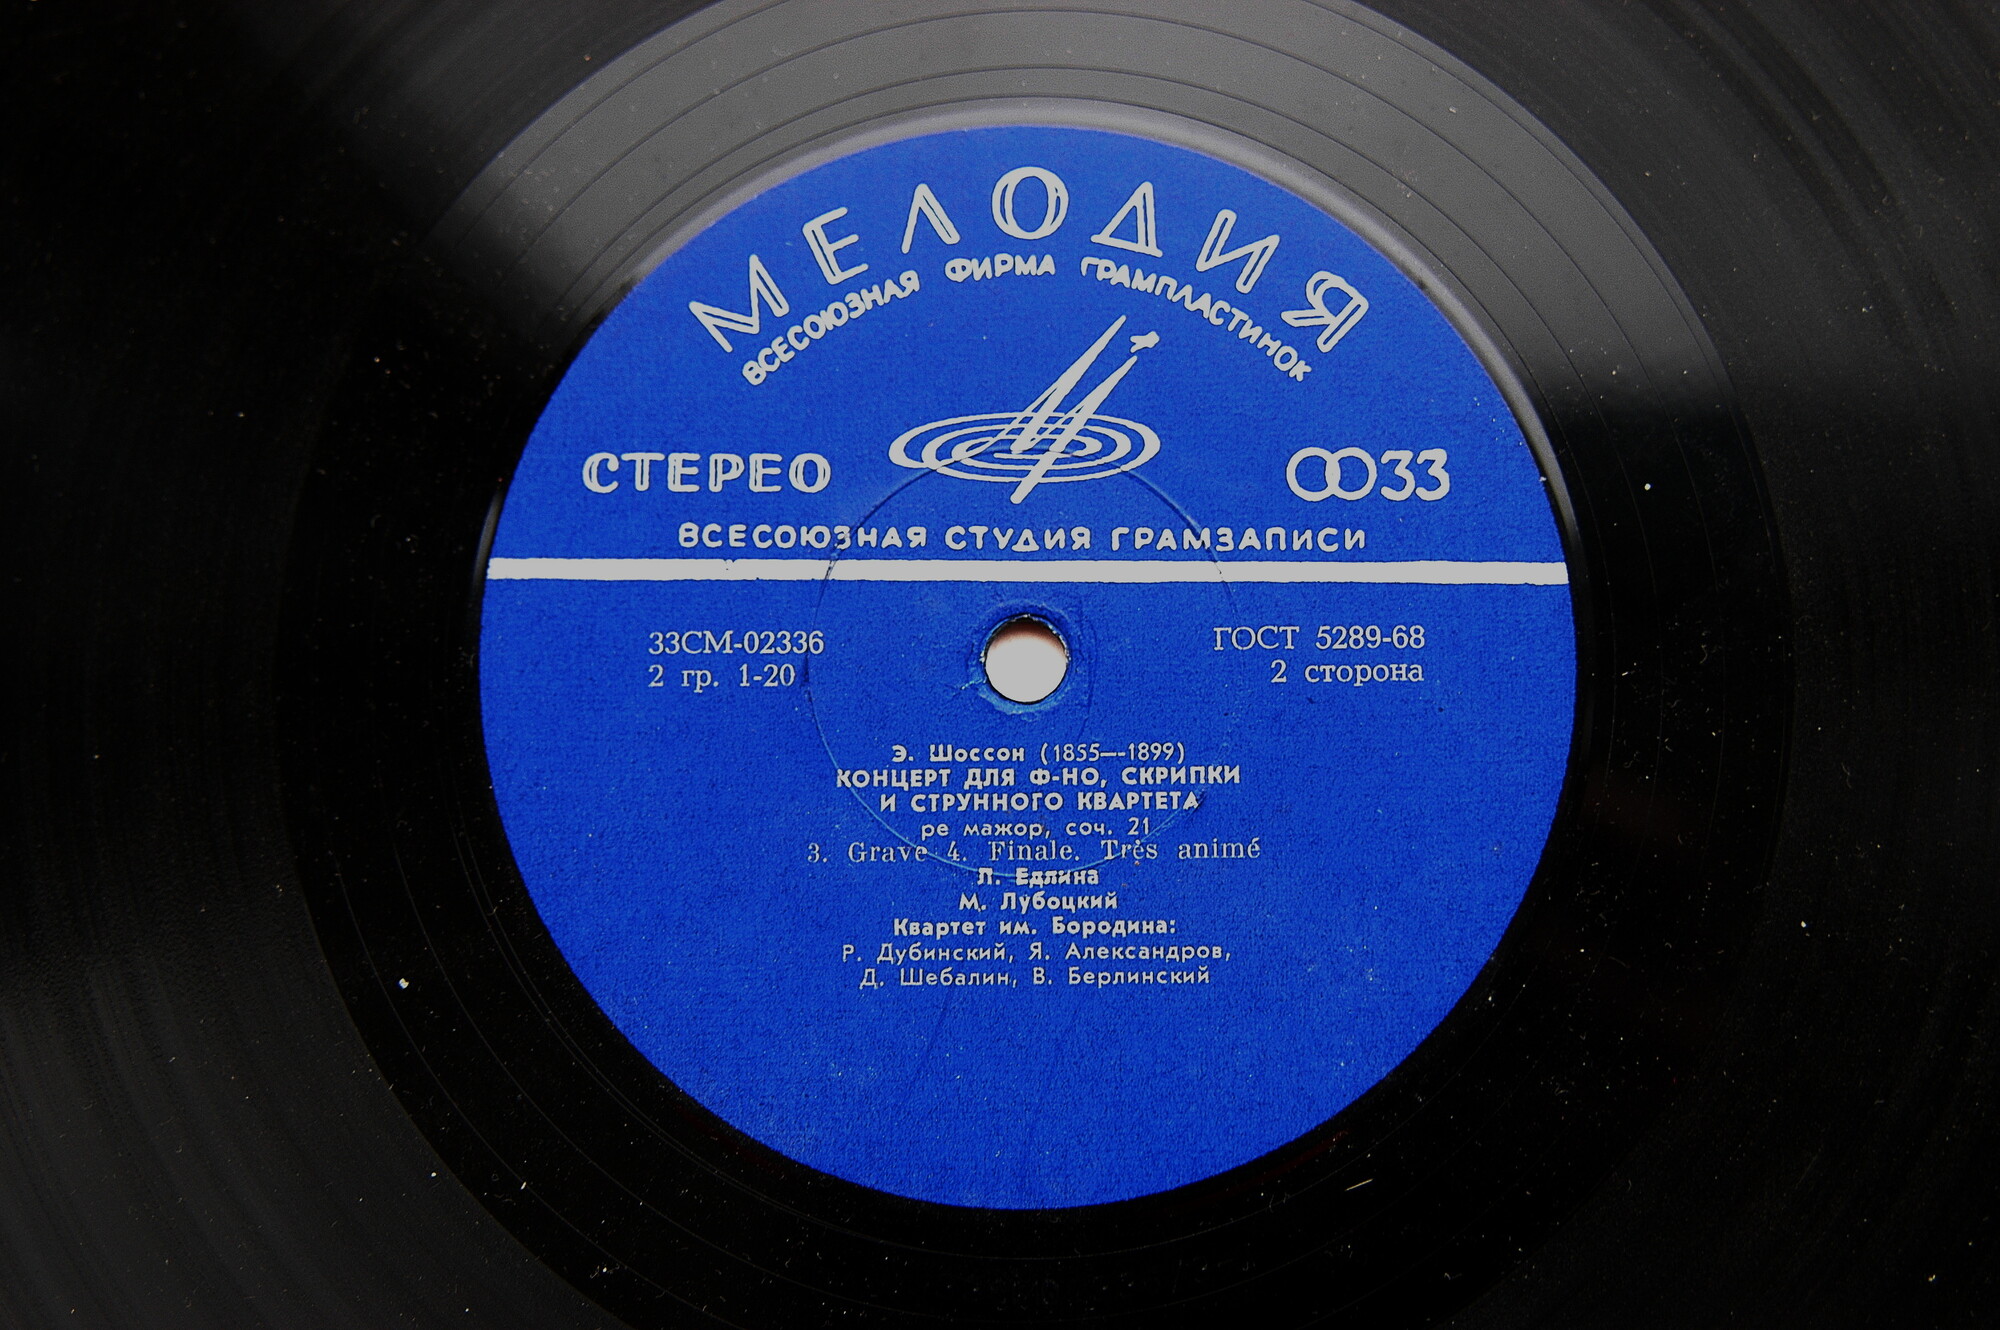 МЕЛОДИЯ
ВСЕСОЮЗНАЯ ФИРМА ГРАМПЛАСТИНОК
СТЕРЕО
33
ВСЕСОЮЗНАЯ СТУДИЯ ГРАМЗАПИСИ
33СМ-02336
ГОСТ 5289-68
2 гр. 1-20
2 сторона
Э. Шоссон (1855—1899)
КОНЦЕРТ ДЛЯ Ф-НО, СКРИПКИ
И СТРУННОГО КВАРТЕТА
ре мажор, соч. 21
3. Grave 4. Finale. Très animé
Л. Едлина
М. Лубоцкий
Квартет им. Бородина:
Р. Дубинский, Я. Александров,
Д. Шебалин, В. Берлинский